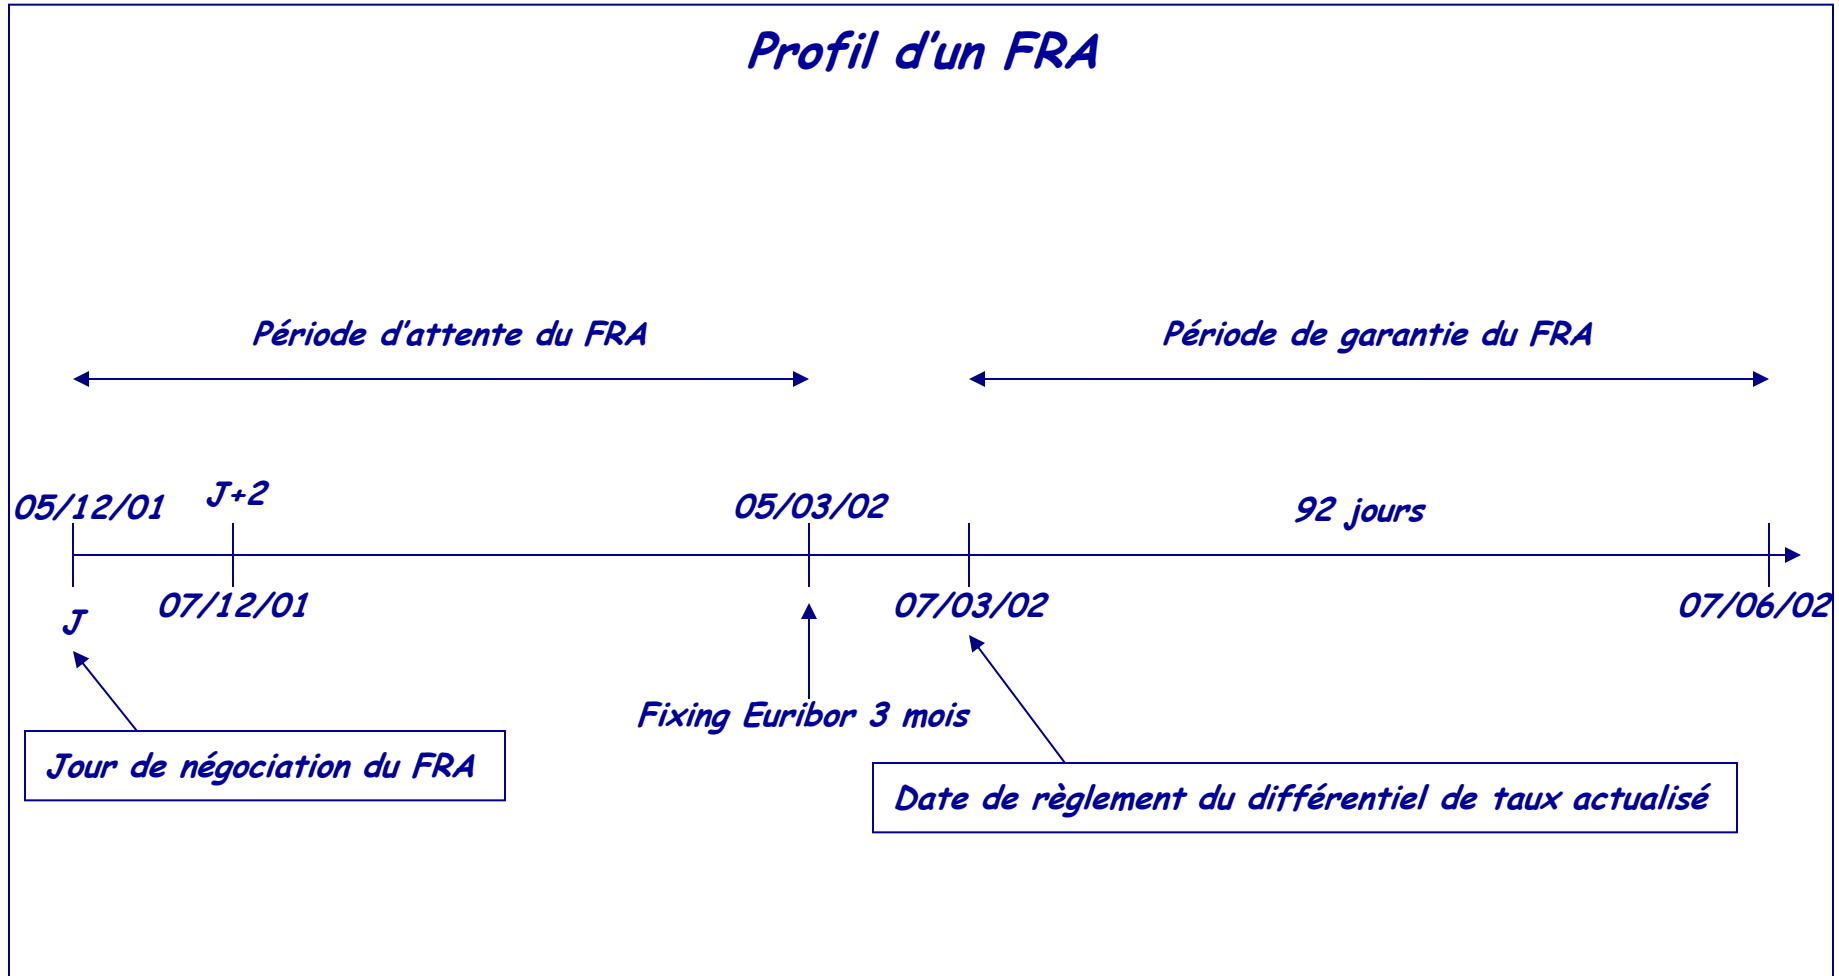 Profil d'un FRA
Période d'attente du FRA
Période de garantie du FRA
05/12/01
J+2
05/03/02
92 jours
J
07/12/01
07/03/02
07/06/02
Fixing Euribor 3 mois
Jour de négociation du FRA
Date de règlement du différentiel de taux actualisé